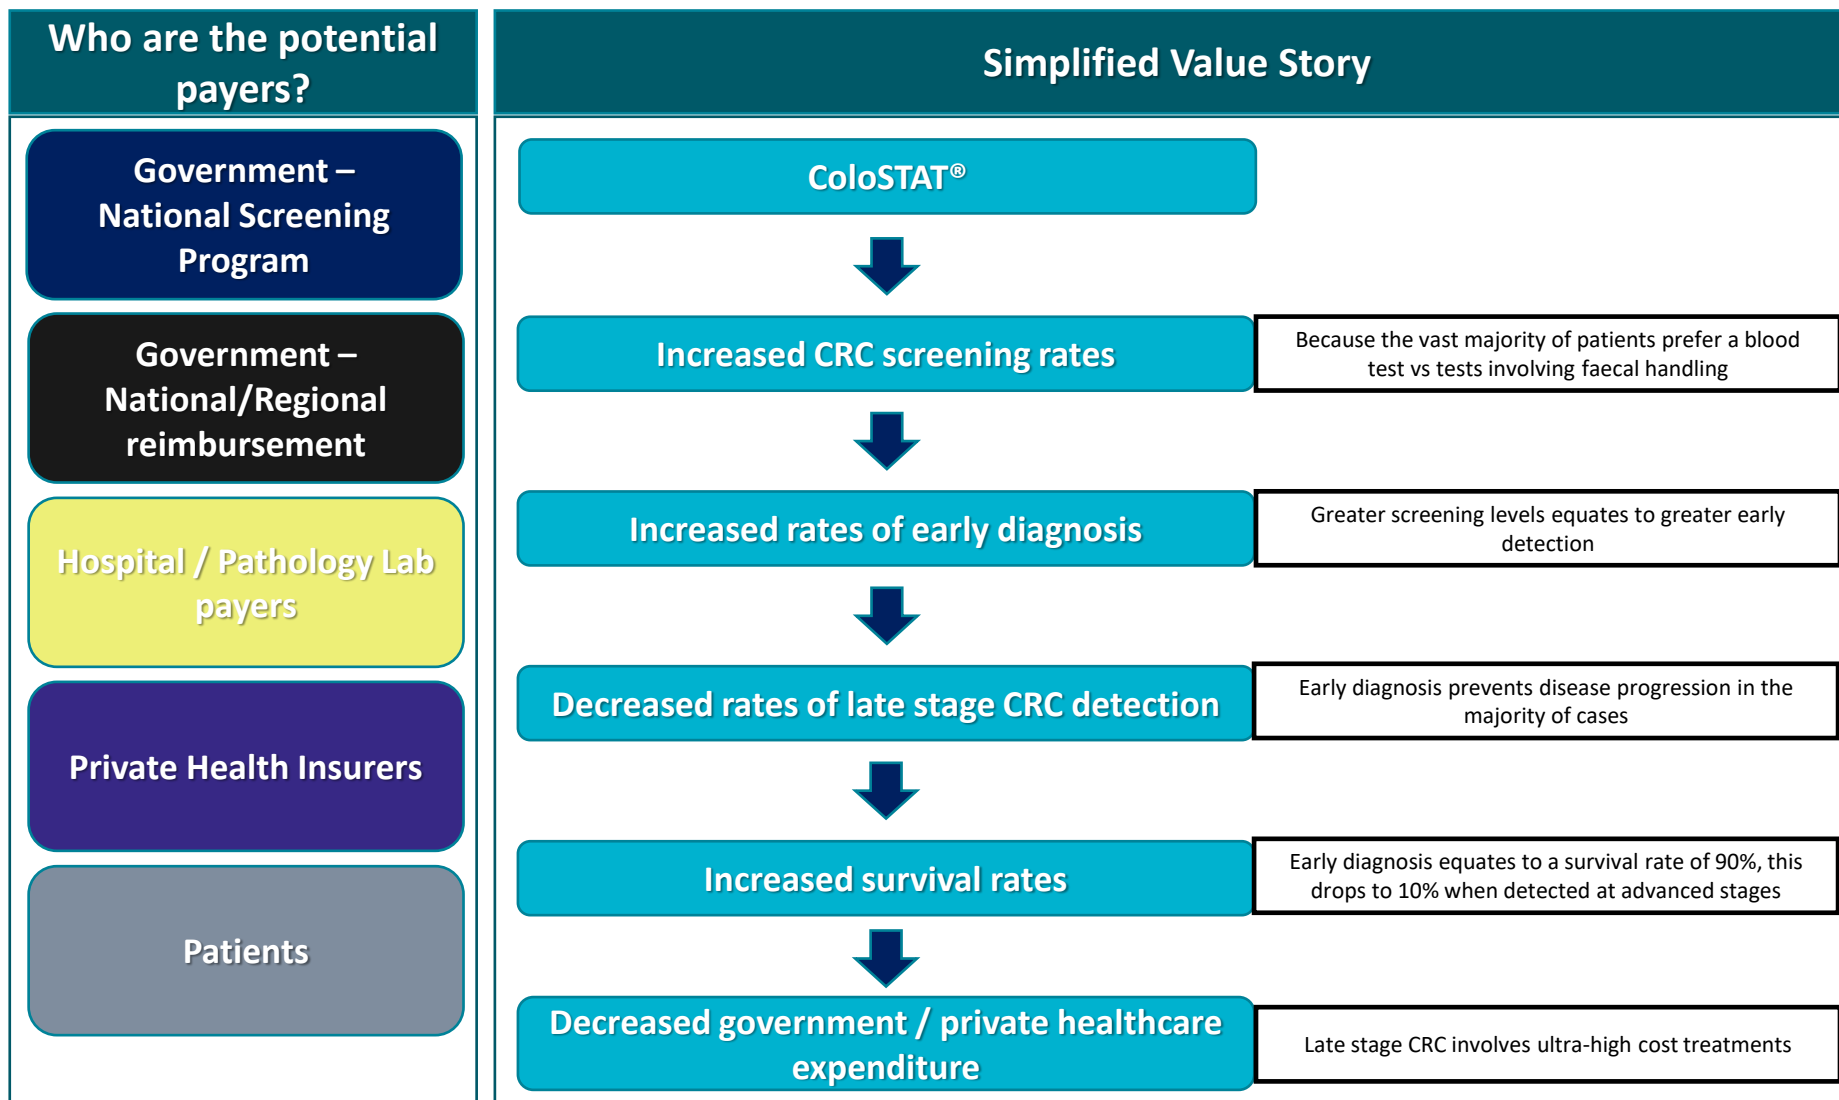 Who are the potential
payers?
Government –
National Screening
Program
Government –
National/Regional
reimbursement
Hospital / Pathology Lab
payers
Private Health Insurers
Patients
Simplified Value Story
ColoSTAT®
Increased CRC screening rates
Because the vast majority of patients prefer a blood
test vs tests involving faecal handling
Increased rates of early diagnosis
Greater screening levels equates to greater early
detection
Decreased rates of late stage CRC detection
Early diagnosis prevents disease progression in the
majority of cases
Increased survival rates
Early diagnosis equates to a survival rate of 90%, this
drops to 10% when detected at advanced stages
Decreased government / private healthcare
expenditure
Late stage CRC involves ultra-high cost treatments